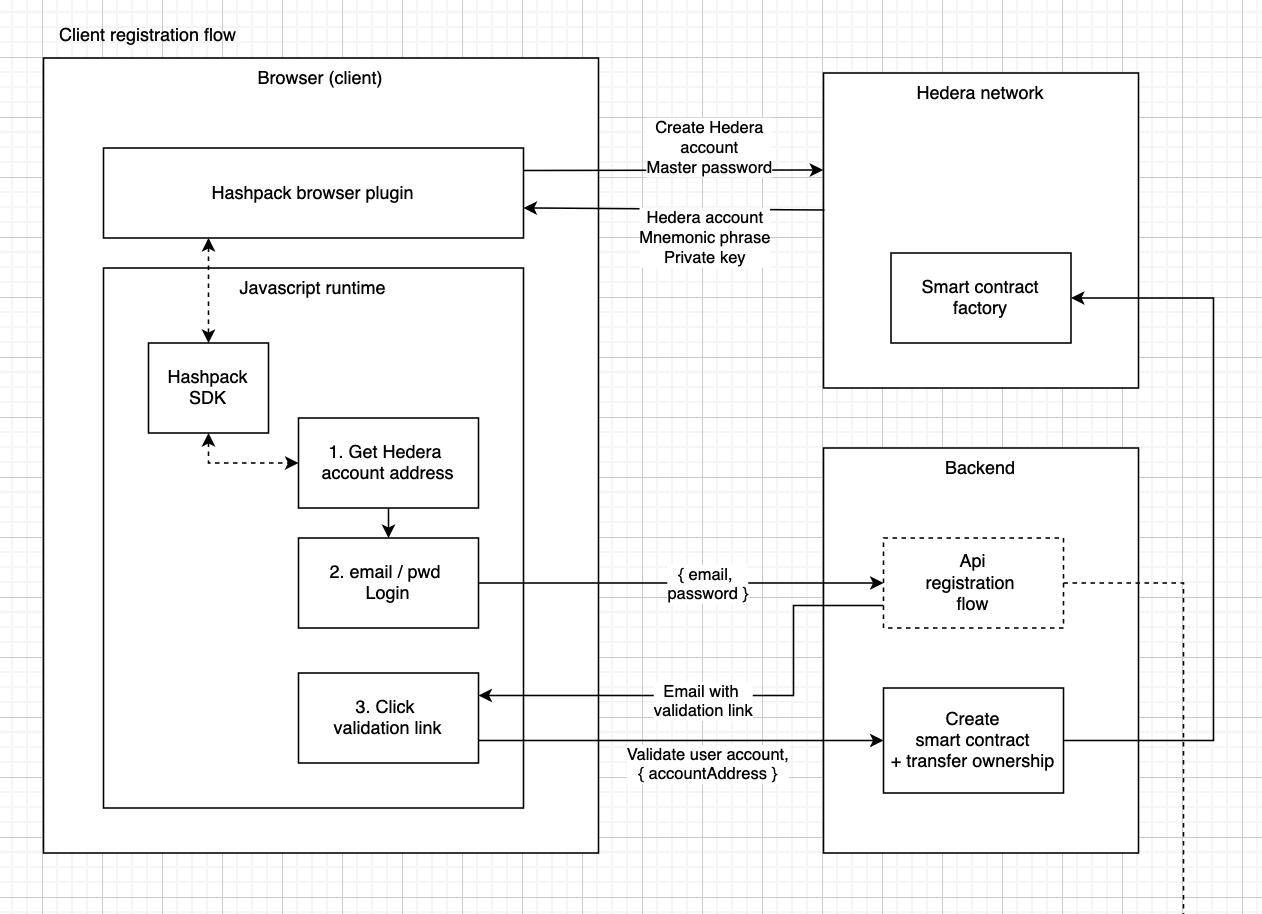 Client registration flow
Browser (client)
Hedera network
Create Hedera
account
Master password
Hashpack browser plugin
Hedera account
Mnemonic phrase
Private key
Javascript runtime
Smart contract
factory
Hashpack
SDK
1. Get Hedera
account address
Backend
2. email / pwd
Login
{ email,
password }
Api
registration
flow
3. Click
validation link
Email with
validation link
Validate user account,
{ accountAddress }
Create
smart contract
+ transfer ownership